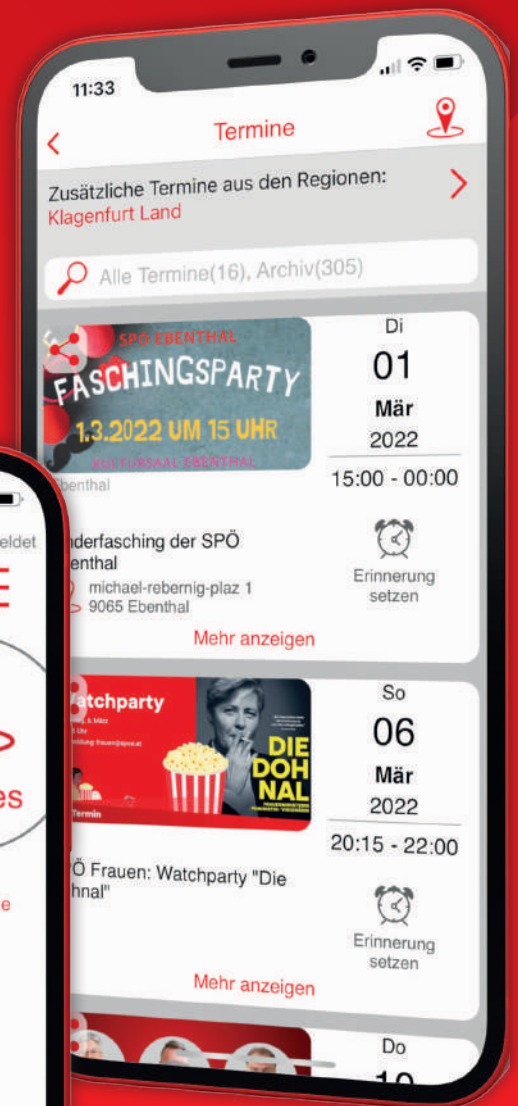 11:33
Termine
Zusätzliche Termine aus den Regionen:
Klagenfurt Land
Alle Termine(16), Archiv(305)
SPÖ EBENTHAL
FASCHINGSPARTY
1.3.2022 UM 15 UHR
KULTURSAAL EBENTHAL
Di
01
Mär
2022
15:00 - 00:00
Erinnerung
setzen
nderfasching der SPÖ
enthal
michael-rebernig-plaz 1
9065 Ebenthal
Mehr anzeigen
atchparty
Termin
DIE
DOH
NAL
So
06
Mär
2022
20:15 - 22:00
Erinnerung
setzen
Ö Frauen: Watchparty "Die
hnal"
Mehr anzeigen
Do
10
eldet
es
e